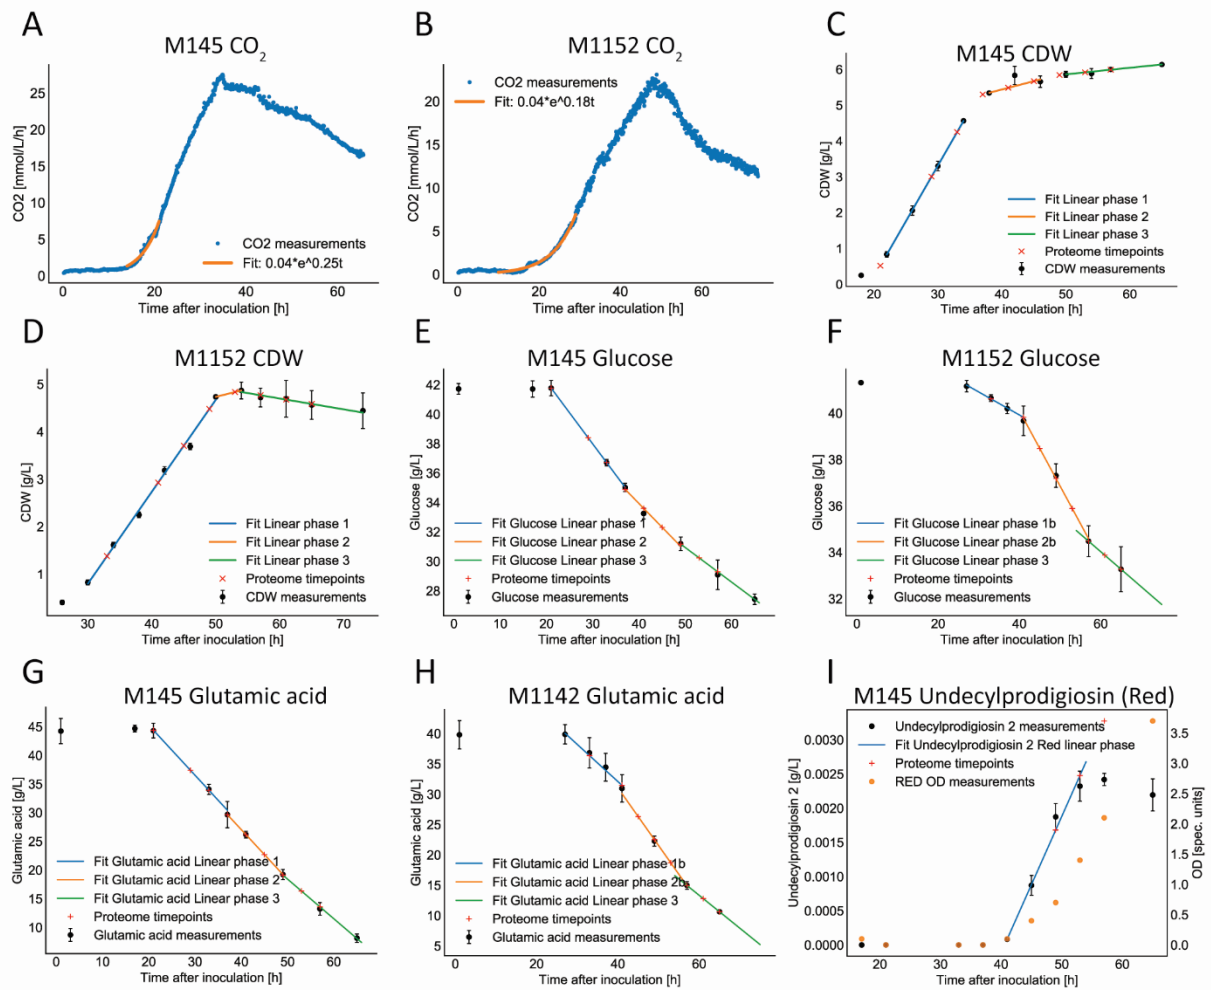 A
M145 CO2
CO2 [mmol/L/h]
25
20
15
10
5
0
CO2 measurements
Fit: 0.04*e^0.25t
0 20 40 60
Time after inoculation [h]
B
M1152 CO2
CO2 [mmol/L/h]
20
15
10
5
0
CO2 measurements
Fit: 0.04*e^0.18t
0 20 40 60
Time after inoculation [h]
C
M145 CDW
CDW [g/L]
6
5
4
3
2
1
0
Fit Linear phase 1
Fit Linear phase 2
Fit Linear phase 3
Proteome timepoints
CDW measurements
20 30 40 50 60
Time after inoculation [h]
D
M1152 CDW
CDW [g/L]
5
4
3
2
1
Fit Linear phase 1
Fit Linear phase 2
Fit Linear phase 3
Proteome timepoints
CDW measurements
30 40 50 60 70
Time after inoculation [h]
E
M145 Glucose
Glucose [g/L]
42
40
38
36
34
32
30
28
Fit Glucose Linear phase 1
Fit Glucose Linear phase 2
Fit Glucose Linear phase 3
Proteome timepoints
Glucose measurements
0 10 20 30 40 50 60
Time after inoculation [h]
F
M1152 Glucose
Glucose [g/L]
40
38
36
34
32
Fit Glucose Linear phase 1b
Fit Glucose Linear phase 2b
Fit Glucose Linear phase 3
Proteome timepoints
Glucose measurements
0 20 40 60
Time after inoculation [h]
G
M145 Glutamic acid
Glutamic acid [g/L]
45
40
35
30
25
20
15
10
Fit Glutamic acid Linear phase 1
Fit Glutamic acid Linear phase 2
Fit Glutamic acid Linear phase 3
Proteome timepoints
Glutamic acid measurements
0 10 20 30 40 50 60
Time after inoculation [h]
H
M1142 Glutamic acid
Glutamic acid [g/L]
40
35
30
25
20
15
10
5
Fit Glutamic acid Linear phase 1b
Fit Glutamic acid Linear phase 2b
Fit Glutamic acid Linear phase 3
Proteome timepoints
Glutamic acid measurements
0 20 40 60
Time after inoculation [h]
I
M145 Undecylprodigiosin (Red)
Undecylprodigiosin 2 [g/L]
0.0030
0.0025
0.0020
0.0015
0.0010
0.0005
0.0000
Undecylprodigiosin 2 measurements
Fit Undecylprodigiosin 2 Red linear phase
Proteome timepoints
RED OD measurements
3.5
3.0
2.5
2.0
1.5
1.0
0.5
0.0
OD [spec. units]
20 30 40 50 60
Time after inoculation [h]